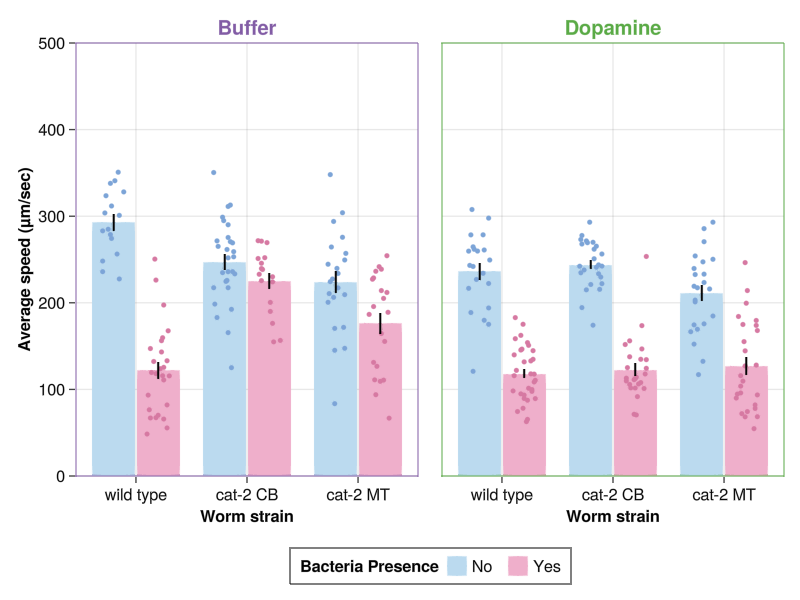 Buffer
Dopamine
Average speed (µm/sec)
500
400
300
200
100
0
wild type
cat-2 CB
cat-2 MT
wild type
cat-2 CB
cat-2 MT
Worm strain
Worm strain
Bacteria Presence No Yes